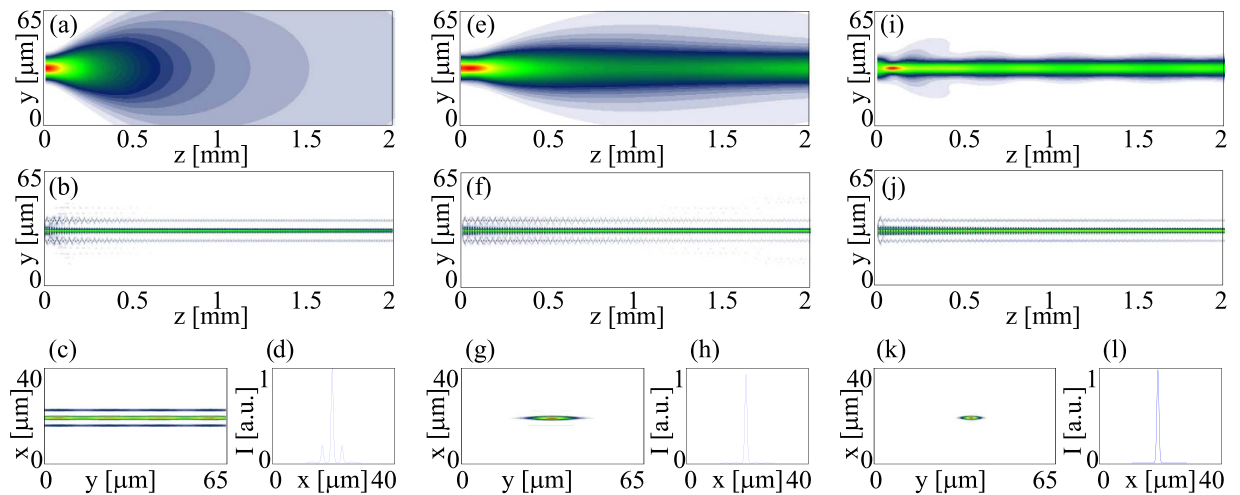 65 (a) 65 (e) 65 (i)
y [μm] y [μm] y [μm]
0 0 0
0 0.5 1 1.5 2 0 0.5 1 1.5 2 0 0.5 1 1.5 2
z [mm] z [mm] z [mm]
65 (b) 65 (f) 65 (j)
y [μm] y [μm] y [μm]
0 0 0
0 0.5 1 1.5 2 0 0.5 1 1.5 2 0 0.5 1 1.5 2
z [mm] z [mm] z [mm]
(c) (d) (g) (h) (k) (l)
40 1 40 1 40 1
x [μm] I [a.u.] x [μm] I [a.u.] x [μm] I [a.u.]
0 0 0 0 0 0
0 y [μm] 65 0 x [μm] 40 0 y [μm] 65 0 x [μm] 40 0 y [μm] 65 0 x [μm] 40